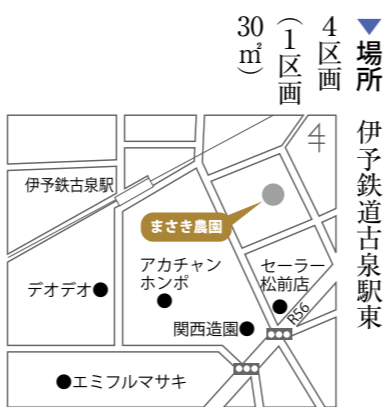 ▼場所 伊予鉄道古泉駅東
4区画
(1区画
30㎡)
伊予鉄古泉駅
まさき農園
アカチャン
ホンポ
セーラー
松前店
デオデオ●
関西造園●
R56
●エミフルマサキ